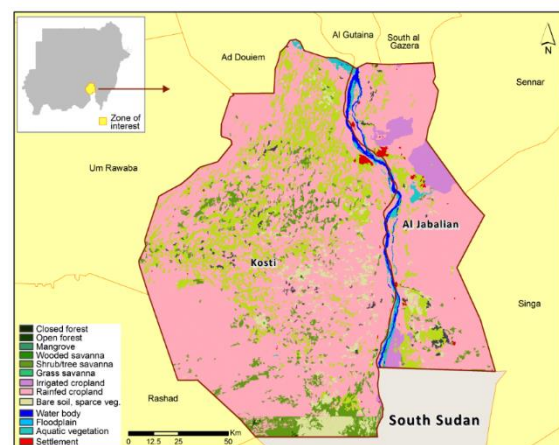 Zone of
interest
Ad Douiem
Al Gutaina
South al
Gazera
N
Sennar
Um Rawaba
Al Jabalian
Kosti
Singa
Closed forest
Open forest
Mangrove
Wooded savanna
Shrub/tree savanna
Grass savanna
Irrigated cropland
Rainfed cropland
Bare soil, sparce veg.
Water body
Floodplain
Aquatic vegetation
Settlement
Rashad
South Sudan
Km
0 12.5 25 50